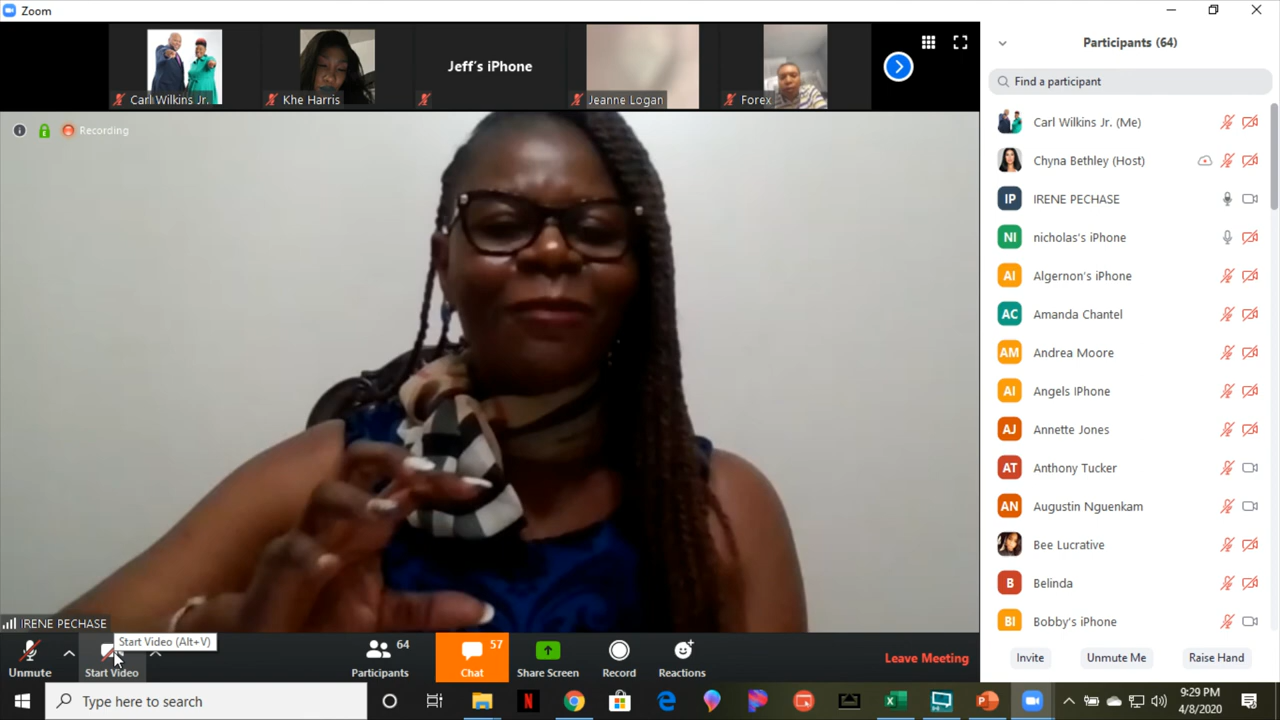 Zoom
Jeff's iPhone
Carl Wilkins Jr.
Khe Harris
Jeanne Logan
Forex
Recording
IRENE PECHASE
Participants (64)
Find a participant
Carl Wilkins Jr. (Me)
Chyna Bethley (Host)
IP IRENE PECHASE
NI nicholas's iPhone
AI Algernon's iPhone
AC Amanda Chantel
AM Andrea Moore
AI Angels IPhone
AJ Annette Jones
AT Anthony Tucker
AN Augustin Nguenkam
Bee Lucrative
B Belinda
BI Bobby's iPhone
Invite
Unmute Me
Raise Hand
Start Video (Alt+V)
Unmute
Start Video
64
Participants
57
Chat
Share Screen
Record
Reactions
Leave Meeting
Type here to search
9:29 PM
4/8/2020